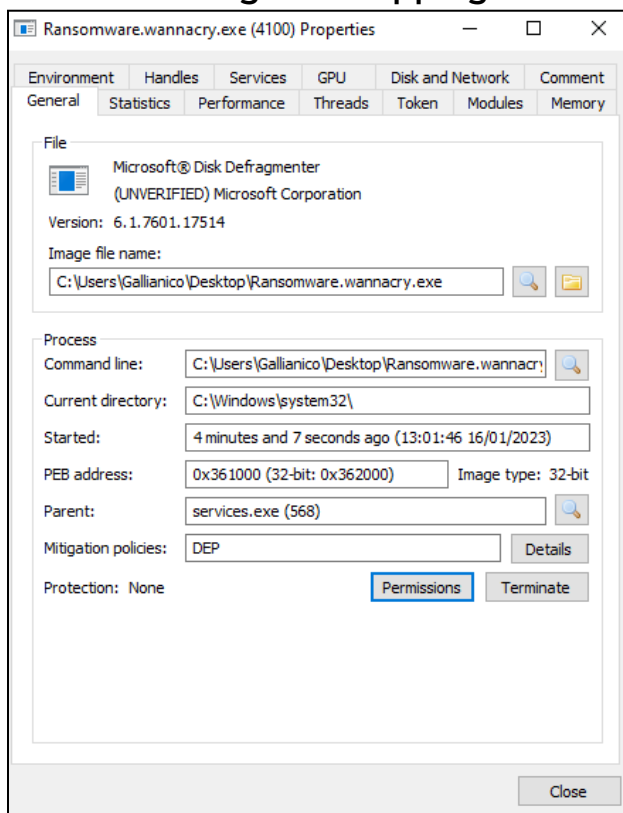 Ransomware.wannacry.exe (4100) Properties
Environment Handles Services GPU Disk and Network Comment
General Statistics Performance Threads Token Modules Memory
File
Microsoft® Disk Defragmenter
(UNVERIFIED) Microsoft Corporation
Version: 6.1.7601.17514
Image file name:
C:\Users\Gallianico\Desktop\Ransomware.wannacry.exe
Process
Command line: C:\Users\Gallianico\Desktop\Ransomware.wannacry
Current directory: C:\Windows\system32\
Started: 4 minutes and 7 seconds ago (13:01:46 16/01/2023)
PEB address: 0x361000 (32-bit: 0x362000) Image type: 32-bit
Parent: services.exe (568)
Mitigation policies: DEP Details
Protection: None Permissions Terminate
Close